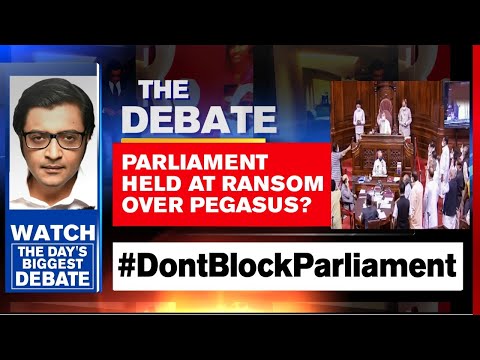 THE
DEBATE
PARLIAMENT
HELD AT RANSOM
OVER PEGASUS?
WATCH
THE DAY'S
BIGGEST
DEBATE
#DontBlockParliament